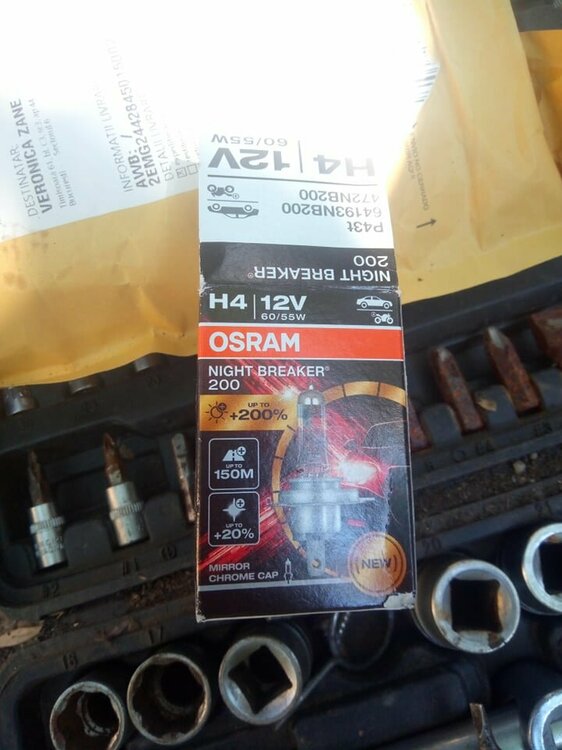 DESTINATAR
VERONICA ZANE
INFORMATII LIVRARE
AWB: /
H4 | 12V
60/55W
P43t
64193NB200
472NB200
NIGHT BREAKER®
200
H4 | 12V
60/55W
OSRAM
NIGHT BREAKER®
200
UP TO
+200%
UP TO
150M
UP TO
+20%
MIRROR
CHROME CAP
NEW